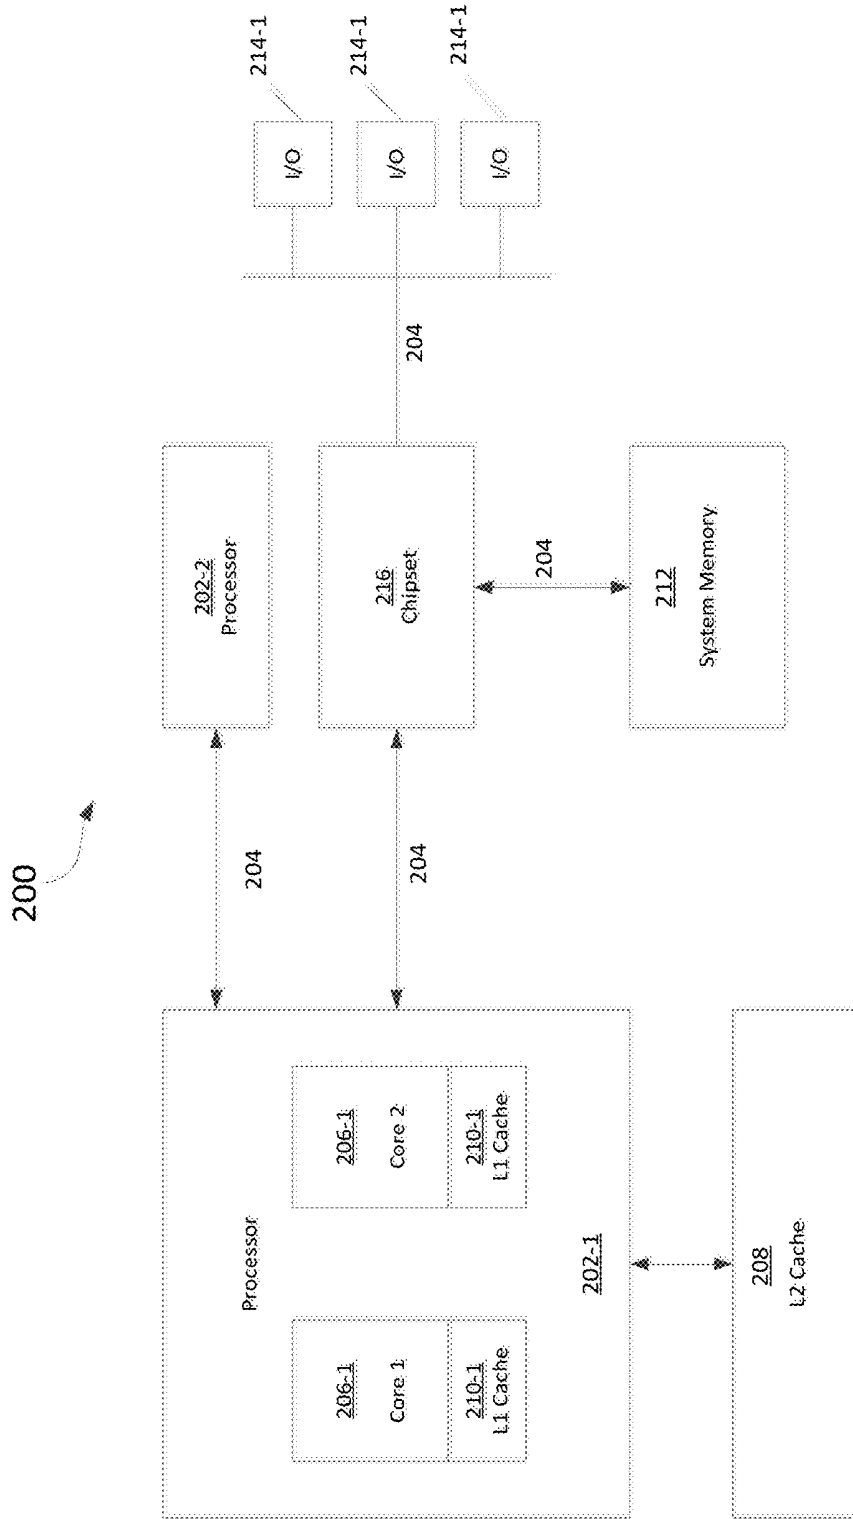 200
Processor
206-1
Core 1
210-1
L1 Cache
206-1
Core 2
210-1
L1 Cache
202-1
208
L2 Cache
204
204
202-2
Processor
216
Chipset
204
212
System Memory
204
I/O
214-1
I/O
214-1
I/O
214-1